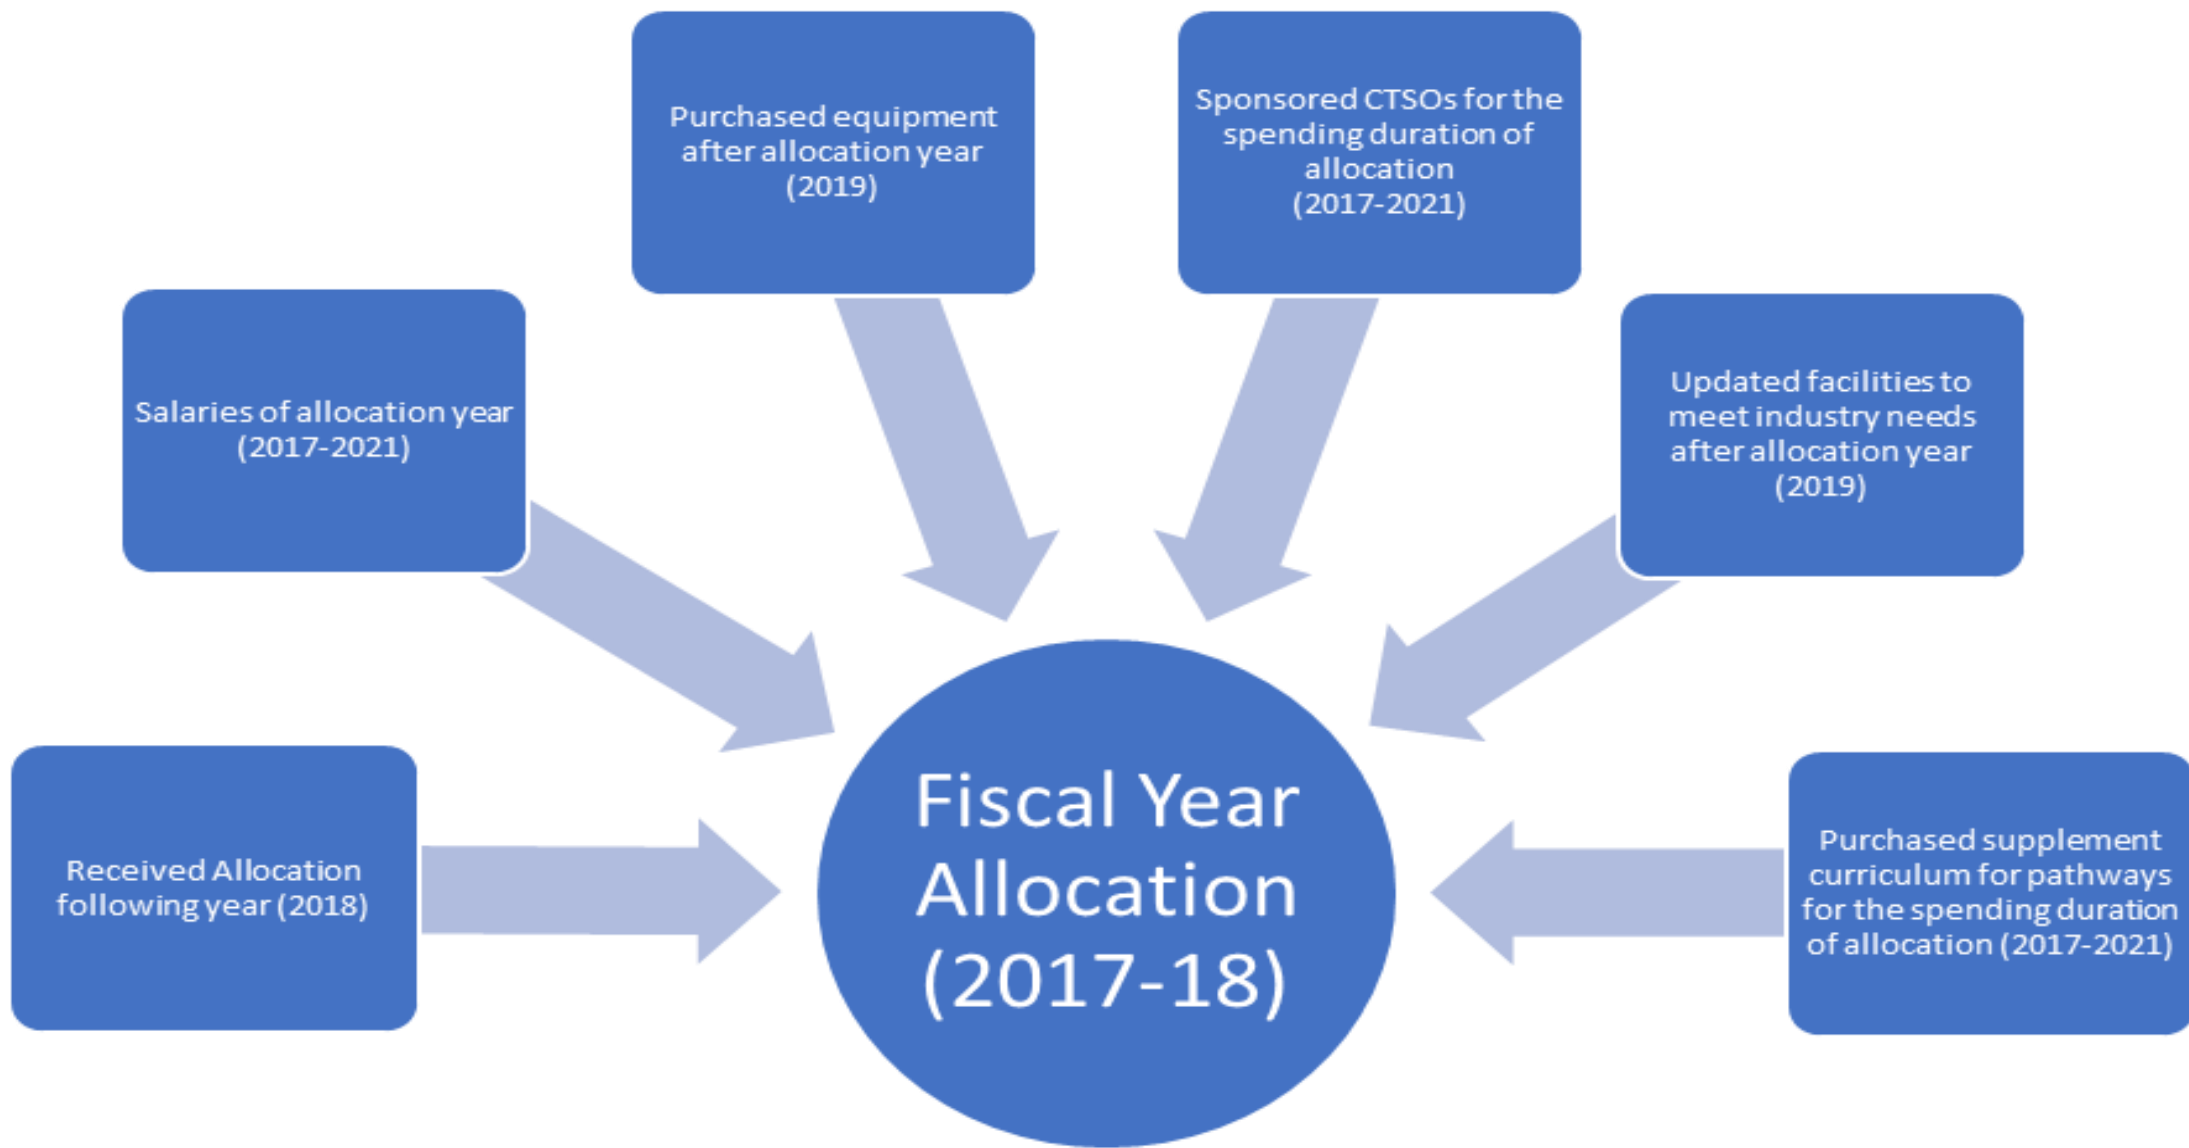 Purchased equipment
after allocation year
(2019)
Sponsored CTSOs for the
spending duration of
allocation
(2017-2021)
Salaries of allocation year
(2017-2021)
Updated facilities to
meet industry needs
after allocation year
(2019)
Received Allocation
following year (2018)
Fiscal Year
Allocation
(2017-18)
Purchased supplement
curriculum for pathways
for the spending duration
of allocation (2017-2021)